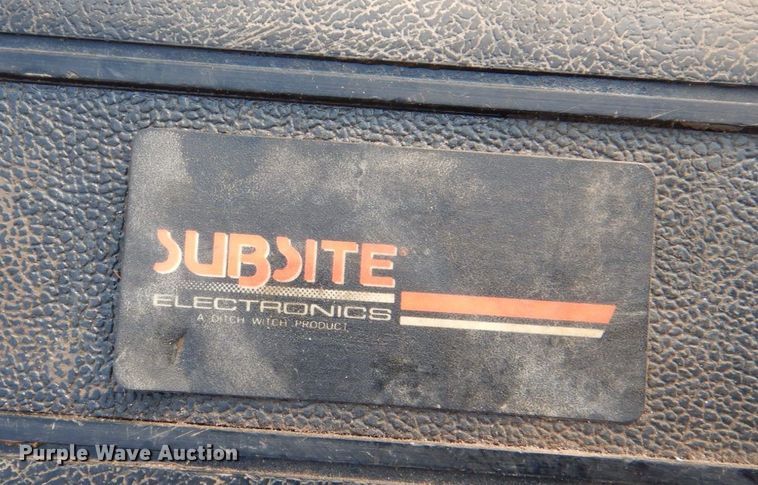 SUBSITE®
ELECTRONICS
A DITCH WITCH PRODUCT
Purple Wave Auction